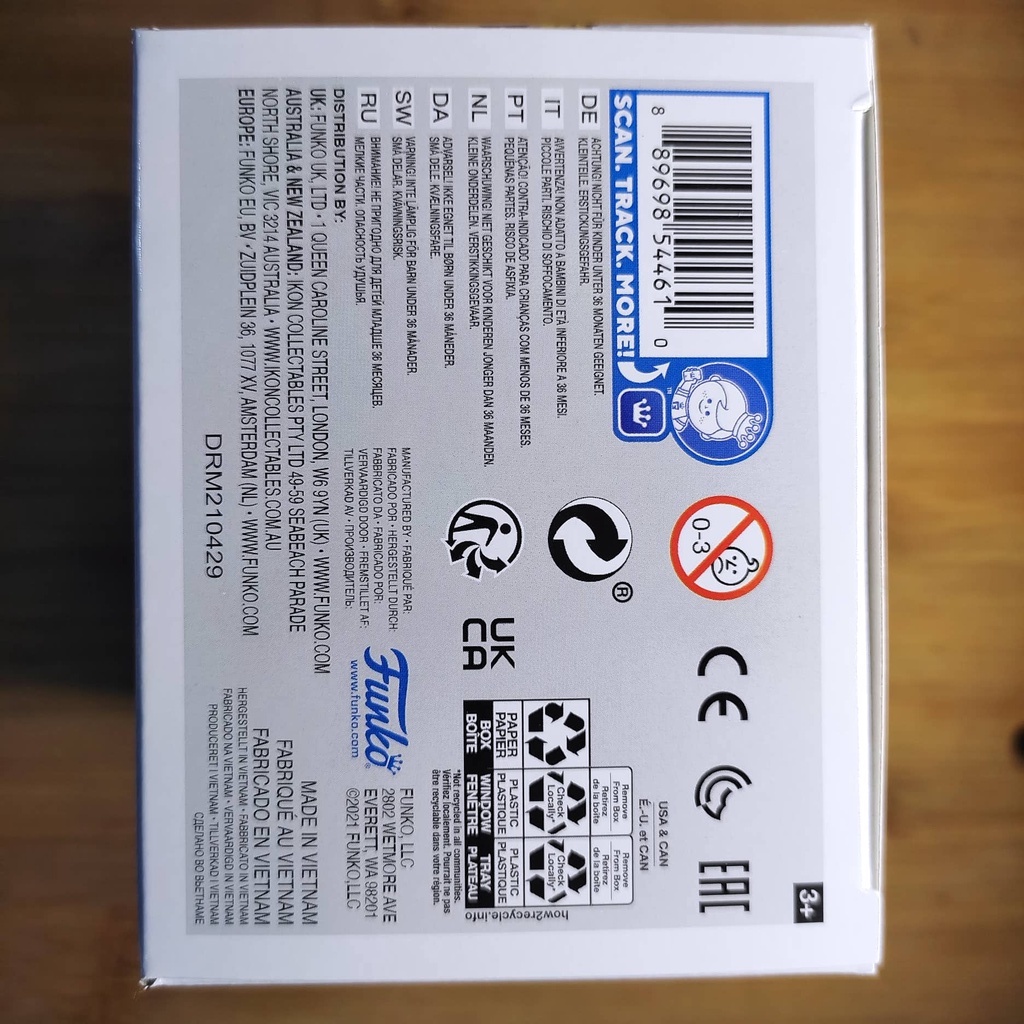 8 89698 54461 0
SCAN. TRACK. MORE!
TM
DE
ACHTUNG! NICHT FÜR KINDER UNTER 36 MONATEN GEEIGNET.
KLEINTEILE. ERSTICKUNGSGEFAHR.
IT
AVVERTENZA! NON ADATTO A BAMBINI DI ETÀ INFERIORE A 36 MESI.
PICCOLE PARTI. RISCHIO DI SOFFOCAMENTO.
PT
ATENÇÃO! CONTRA-INDICADO PARA CRIANÇAS COM MENOS DE 36 MESES.
PEQUENAS PARTES. RISCO DE ASFIXIA.
NL
WAARSCHUWING! NIET GESCHIKT VOOR KINDEREN JONGER DAN 36 MAANDEN.
KLEINE ONDERDELEN. VERSTIKKINGSGEVAAR.
DA
ADVARSEL! IKKE EGNET TIL BØRN UNDER 36 MÅNEDER.
SMÅ DELE. KVÆLNINGSFARE.
SW
VARNING! INTE LÄMPLIG FÖR BARN UNDER 36 MÅNADER.
SMÅ DELAR. KVÄVNINGSRISK.
RU
ВНИМАНИЕ! НЕ ПРИГОДНО ДЛЯ ДЕТЕЙ МЛАДШЕ 36 МЕСЯЦЕВ.
МЕЛКИЕ ЧАСТИ. ОПАСНОСТЬ УДУШЬЯ.
DISTRIBUTION BY:
UK: FUNKO UK, LTD • 1 QUEEN CAROLINE STREET, LONDON, W6 9YN (UK) • WWW.FUNKO.COM
AUSTRALIA & NEW ZEALAND: IKON COLLECTABLES PTY LTD 49-59 SEABEACH PARADE
NORTH SHORE, VIC 3214 AUSTRALIA • WWW.IKONCOLLECTABLES.COM.AU
EUROPE: FUNKO EU, BV • ZUIDPLEIN 36, 1077 XV, AMSTERDAM (NL) • WWW.FUNKO.COM
DRM210429
0-3
CE
EAC
3+
®
UK
CA
USA & CAN
É.-U. et CAN
Remove From Box
Retirez de la boîte
Remove From Box
Retirez de la boîte
Check Locally*
Check Locally*
PAPER
PAPIER
BOX
BOÎTE
PLASTIC
PLASTIQUE
WINDOW
FENÊTRE
PLASTIC
PLASTIQUE
TRAY
PLATEAU
how2recycle.info
*Not recycled in all communities.
Vérifiez localement. Pourrait ne pas
être recyclable dans votre région.
MANUFACTURED BY • FABRIQUÉ PAR:
FABRICADO POR • HERGESTELLT DURCH:
FABBRICATO DA • FABRICADO POR:
VERVAARDIGD DOOR • FREMSTILLET AF:
TILLVERKAD AV • ПРОИЗВОДИТЕЛЬ:
Funko®
www.funko.com
FUNKO, LLC
2802 WETMORE AVE
EVERETT, WA 98201
©2021 FUNKO, LLC
MADE IN VIETNAM
FABRIQUÉ AU VIETNAM
FABRICADO EN VIETNAM
HERGESTELLT IN VIETNAM • FABBRICATO IN VIETNAM
FABRICADO NA VIETNAM • VERVAARDIGD IN VIETNAM
PRODUCERET I VIETNAM • TILLVERKAD I VIETNAM
СДЕЛАНО ВО ВЬЕТНАМЕ